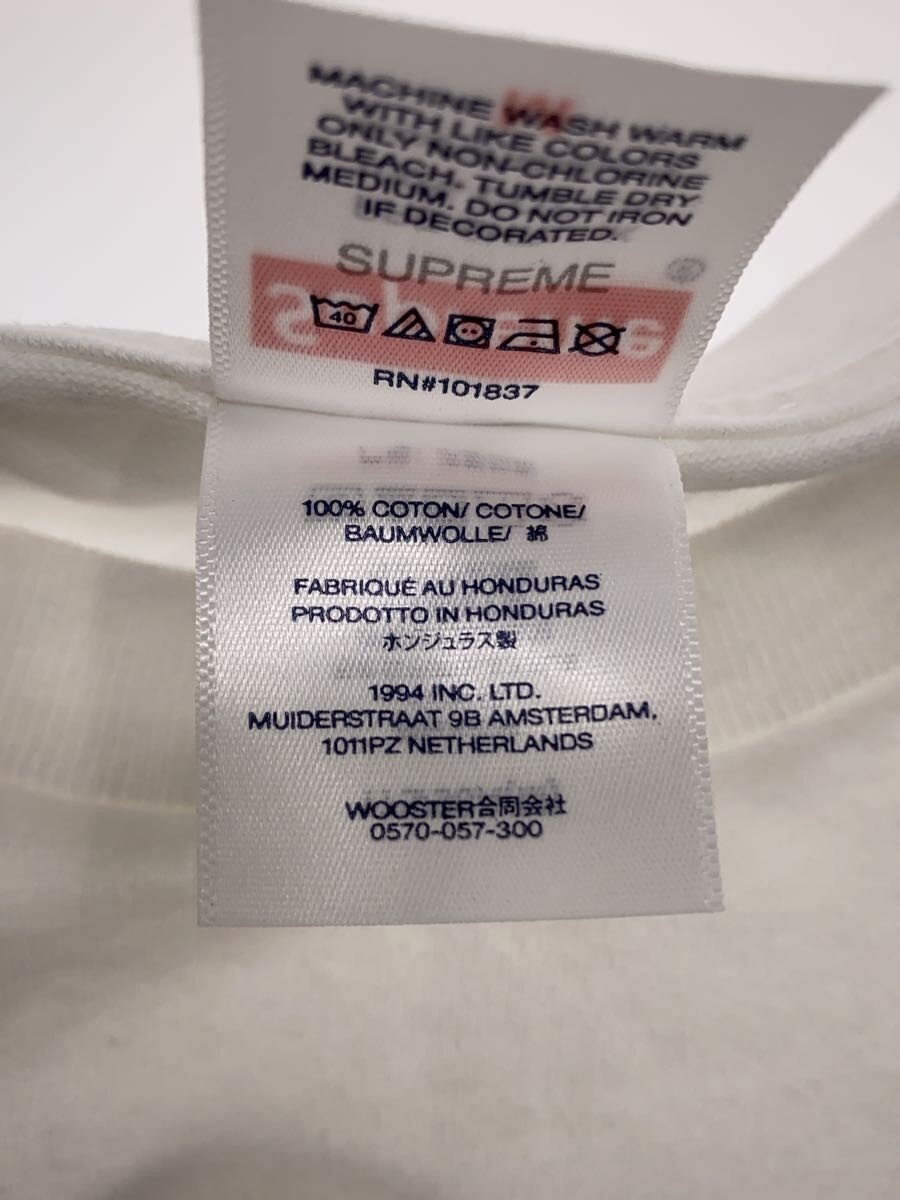 MACHINE WASH WARM
WITH LIKE COLORS
ONLY NON-CHLORINE
BLEACH. TUMBLE DRY
MEDIUM. DO NOT IRON
IF DECORATED.
SUPREME
Supreme
40
RN#101837
100% COTON/ COTONE/
BAUMWOLLE/ 綿
FABRIQUÉ AU HONDURAS
PRODOTTO IN HONDURAS
ホンジュラス製
1994 INC. LTD.
MUIDERSTRAAT 9B AMSTERDAM,
1011PZ NETHERLANDS
WOOSTER合同会社
0570-057-300